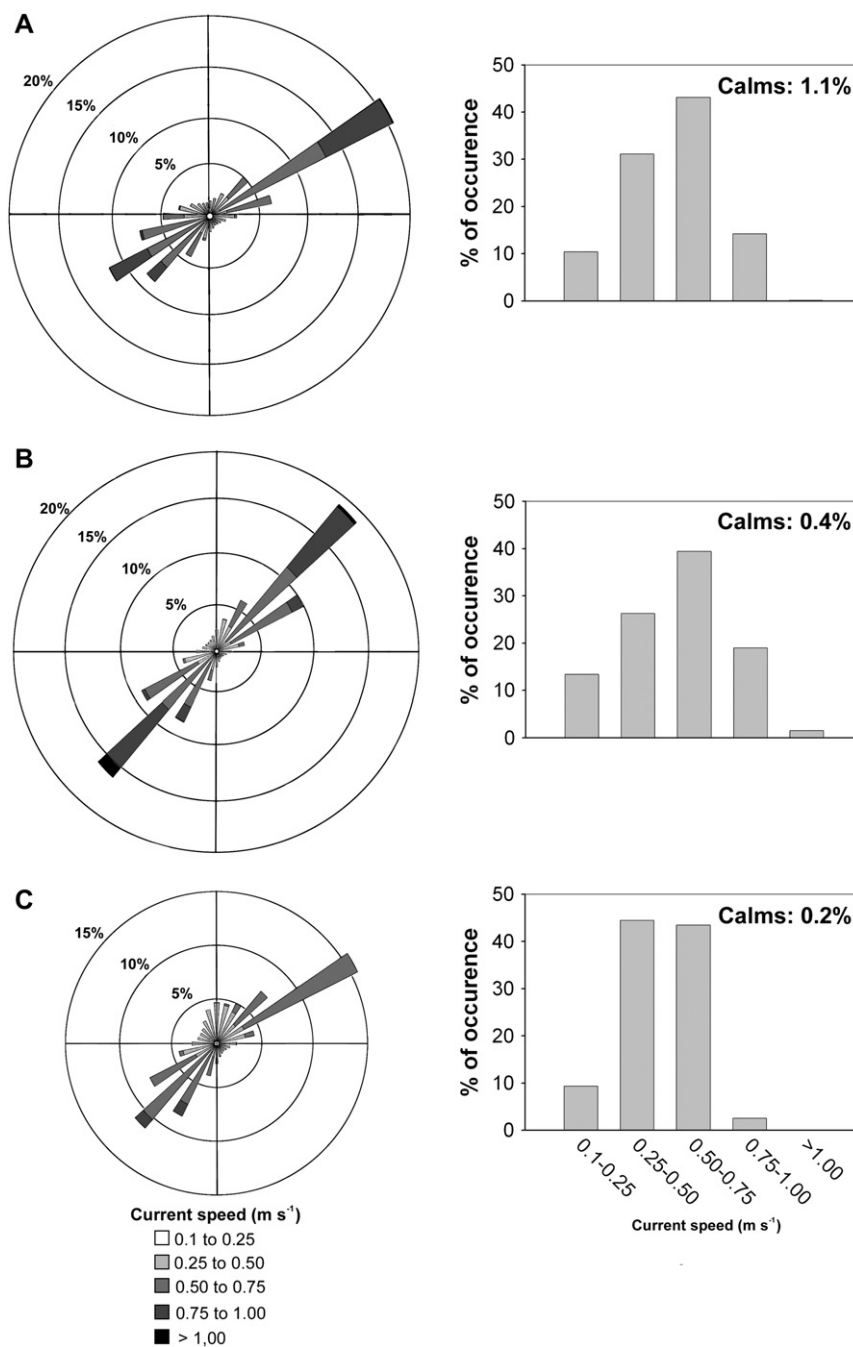 A
20%
15%
10%
5%
50
40
30
20
10
0
% of occurence
Calms: 1.1%
B
20%
15%
10%
5%
50
40
30
20
10
0
% of occurence
Calms: 0.4%
C
15%
10%
5%
50
40
30
20
10
0
% of occurence
Calms: 0.2%
0.1-0.25
0.25-0.50
0.50-0.75
0.75-1.00
>1.00
Current speed (m s⁻¹)
Current speed (m s⁻¹)
0.1 to 0.25
0.25 to 0.50
0.50 to 0.75
0.75 to 1.00
> 1,00